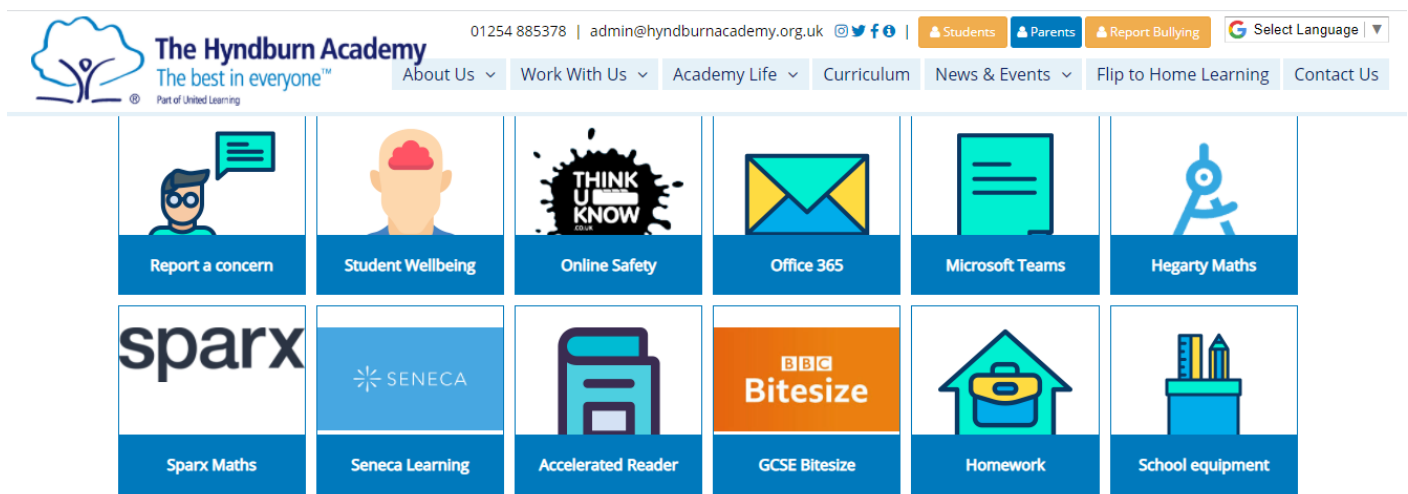 The Hyndburn Academy
The best in everyone™
Part of United Learning
®
01254 885378 | admin@hyndburnacademy.org.uk | Students Parents Report Bullying Select Language ▼
About Us Work With Us Academy Life Curriculum News & Events Flip to Home Learning Contact Us
THINK
U
KNOW
.CO.UK
Report a concern Student Wellbeing Online Safety Office 365 Microsoft Teams Hegarty Maths
sparx
SENECA
BBC
Bitesize
Sparx Maths Seneca Learning Accelerated Reader GCSE Bitesize Homework School equipment